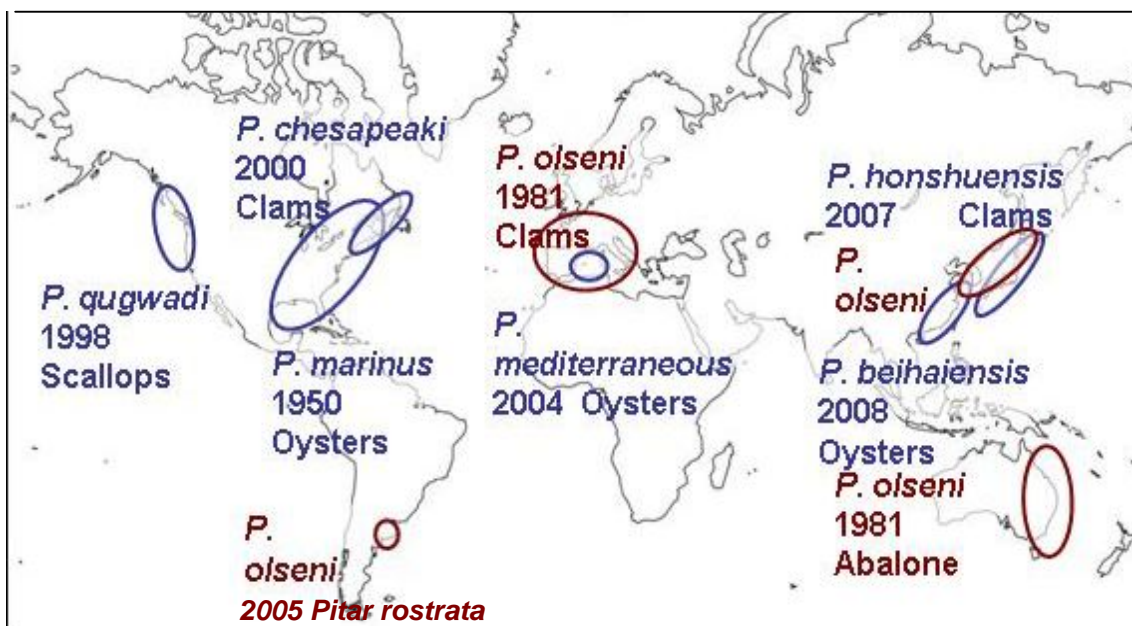 P. chesapeaki
2000
Clams
P. olseni
1981
Clams
P. honshuensis
2007 Clams
P.
olseni
P. qugwadi
1998
Scallops
P. marinus
1950
Oysters
P.
mediterraneous
2004 Oysters
P. beihaiensis
2008
Oysters
P. olseni
1981
Abalone
P.
olseni
2005 Pitar rostrata